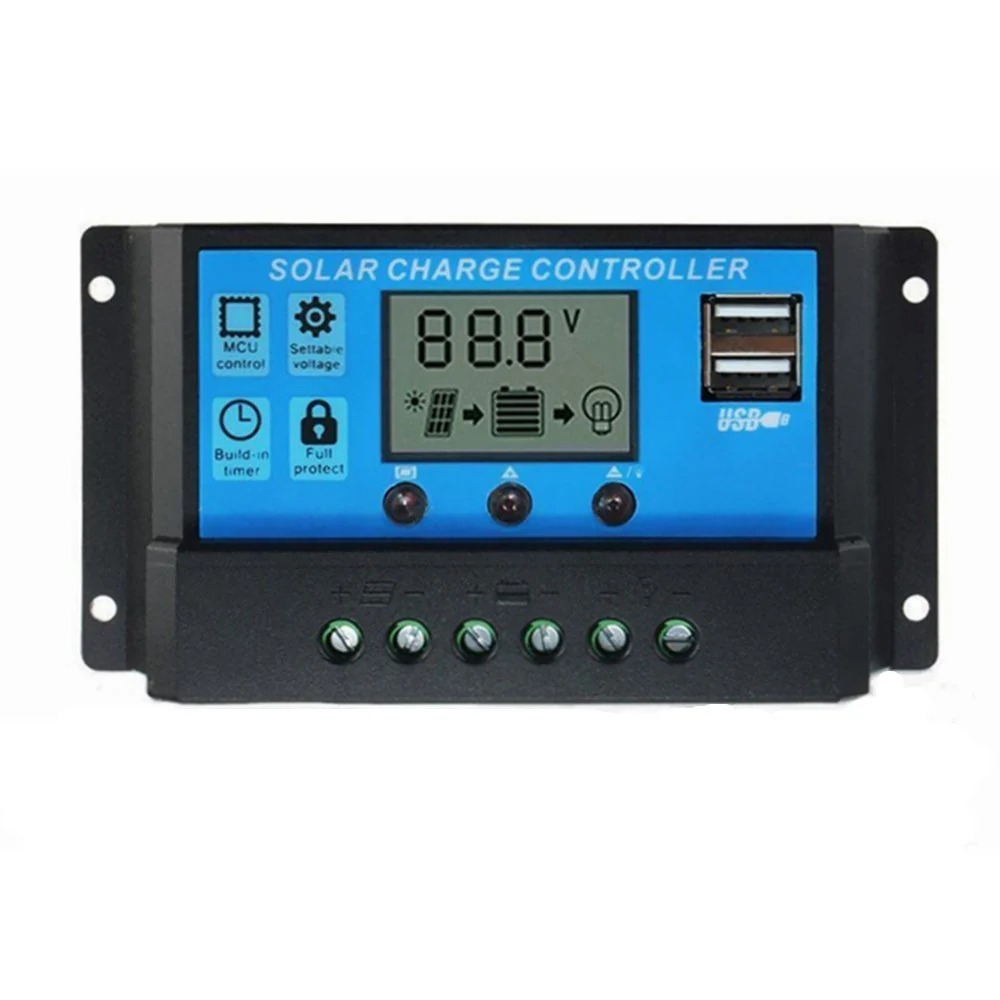 SOLAR CHARGE CONTROLLER
MCU
control
Settable
voltage
88.8 V
Build-in
timer
Full
protect
USB
+ - + - + -